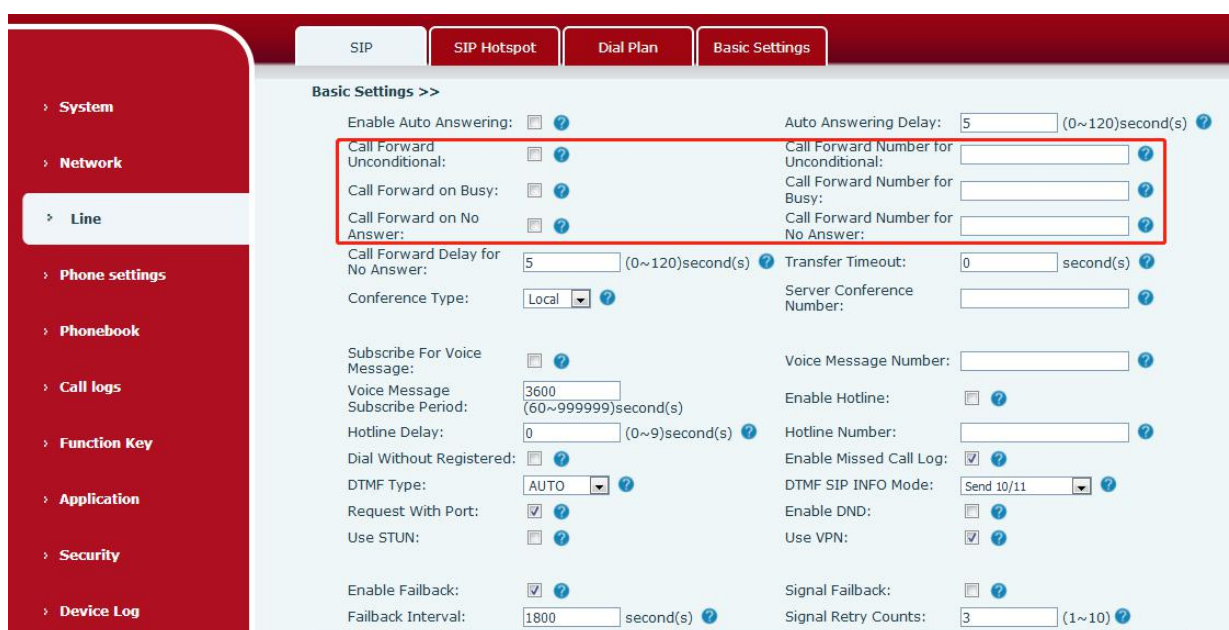 SIP
SIP Hotspot
Dial Plan
Basic Settings
› System
› Network
› Line
› Phone settings
› Phonebook
› Call logs
› Function Key
› Application
› Security
› Device Log
Basic Settings >>
Enable Auto Answering: ?
Auto Answering Delay: 5 (0~120)second(s) ?
Call Forward
Unconditional: ?
Call Forward Number for
Unconditional: ?
Call Forward on Busy: ?
Call Forward Number for
Busy: ?
Call Forward on No
Answer: ?
Call Forward Number for
No Answer: ?
Call Forward Delay for
No Answer: 5 (0~120)second(s) ?
Transfer Timeout: 0 second(s) ?
Conference Type: Local ?
Server Conference
Number: ?
Subscribe For Voice
Message: ?
Voice Message Number: ?
Voice Message
Subscribe Period: 3600
(60~999999)second(s)
Enable Hotline: ?
Hotline Delay: 0 (0~9)second(s) ?
Hotline Number: ?
Dial Without Registered: ?
Enable Missed Call Log: ?
DTMF Type: AUTO ?
DTMF SIP INFO Mode: Send 10/11 ?
Request With Port: ?
Enable DND: ?
Use STUN: ?
Use VPN: ?
Enable Failback: ?
Signal Failback: ?
Failback Interval: 1800 second(s) ?
Signal Retry Counts: 3 (1~10) ?